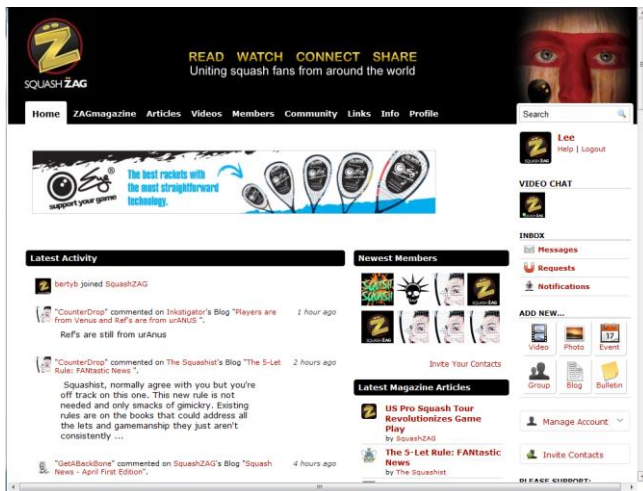 Z
SQUASH ZAG
READ WATCH CONNECT SHARE
Uniting squash fans from around the world
Home ZAGmagazine Articles Videos Members Community Links Info Profile
Search
Eye
support your game
The best rackets with
the most straightforward
technology.
Lee
Help | Logout
VIDEO CHAT
INBOX
Messages
Requests
Notifications
ADD NEW...
Video Photo Event
Group Blog Bulletin
Manage Account
Invite Contacts
PLEASE SUPPORT:
Latest Activity
bertyb joined SquashZAG
"CounterDrop" commented on Inkstigator's Blog "Players are
from Venus and Ref's are from urANUS ".
1 hour ago
Ref's are still from urAnus
"CounterDrop" commented on The Squashist's Blog "The 5-Let
Rule: FANtastic News ".
2 hours ago
Squashist, normally agree with you but you're
off track on this one. This new rule is not
needed and only smacks of gimickry. Existing
rules are on the books that could address all
the lets and gamemanship they just aren't
consistently ...
"GetABackBone" commented on SquashZAG's Blog "Squash
News - April First Edition".
4 hours ago
Newest Members
Invite Your Contacts
Latest Magazine Articles
US Pro Squash Tour
Revolutionizes Game
Play
by SquashZAG
The 5-Let Rule: FANtastic
News
by The Squashist